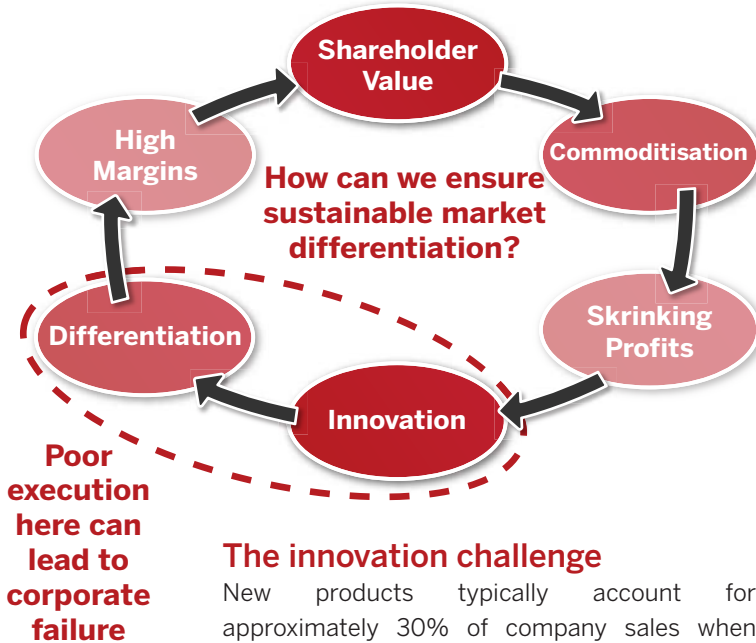 Shareholder
Value
High
Margins
Commoditisation
How can we ensure
sustainable market
differentiation?
Differentiation
Skrinking
Profits
Innovation
Poor
execution
here can
lead to
corporate
failure
The innovation challenge
New products typically account for
approximately 30% of company sales when